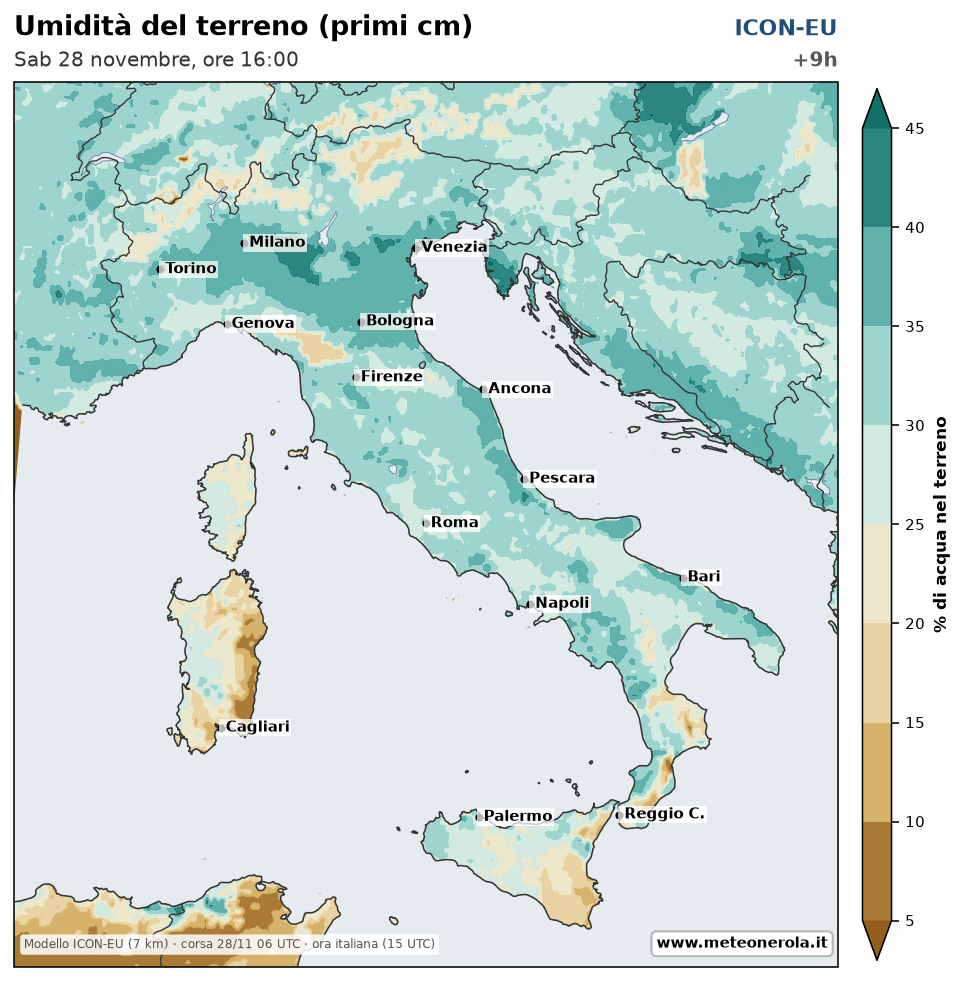 Umidità del terreno (primi cm)
ICON-EU
Sab 28 novembre, ore 16:00
+9h
Milano
Venezia
Torino
Genova
Bologna
Firenze
Ancona
Pescara
Roma
Bari
Napoli
Cagliari
Palermo
Reggio C.
45
40
35
30
25
20
15
10
5
% di acqua nel terreno
Modello ICON-EU (7 km) · corsa 28/11 06 UTC · ora italiana (15 UTC)
www.meteonerola.it